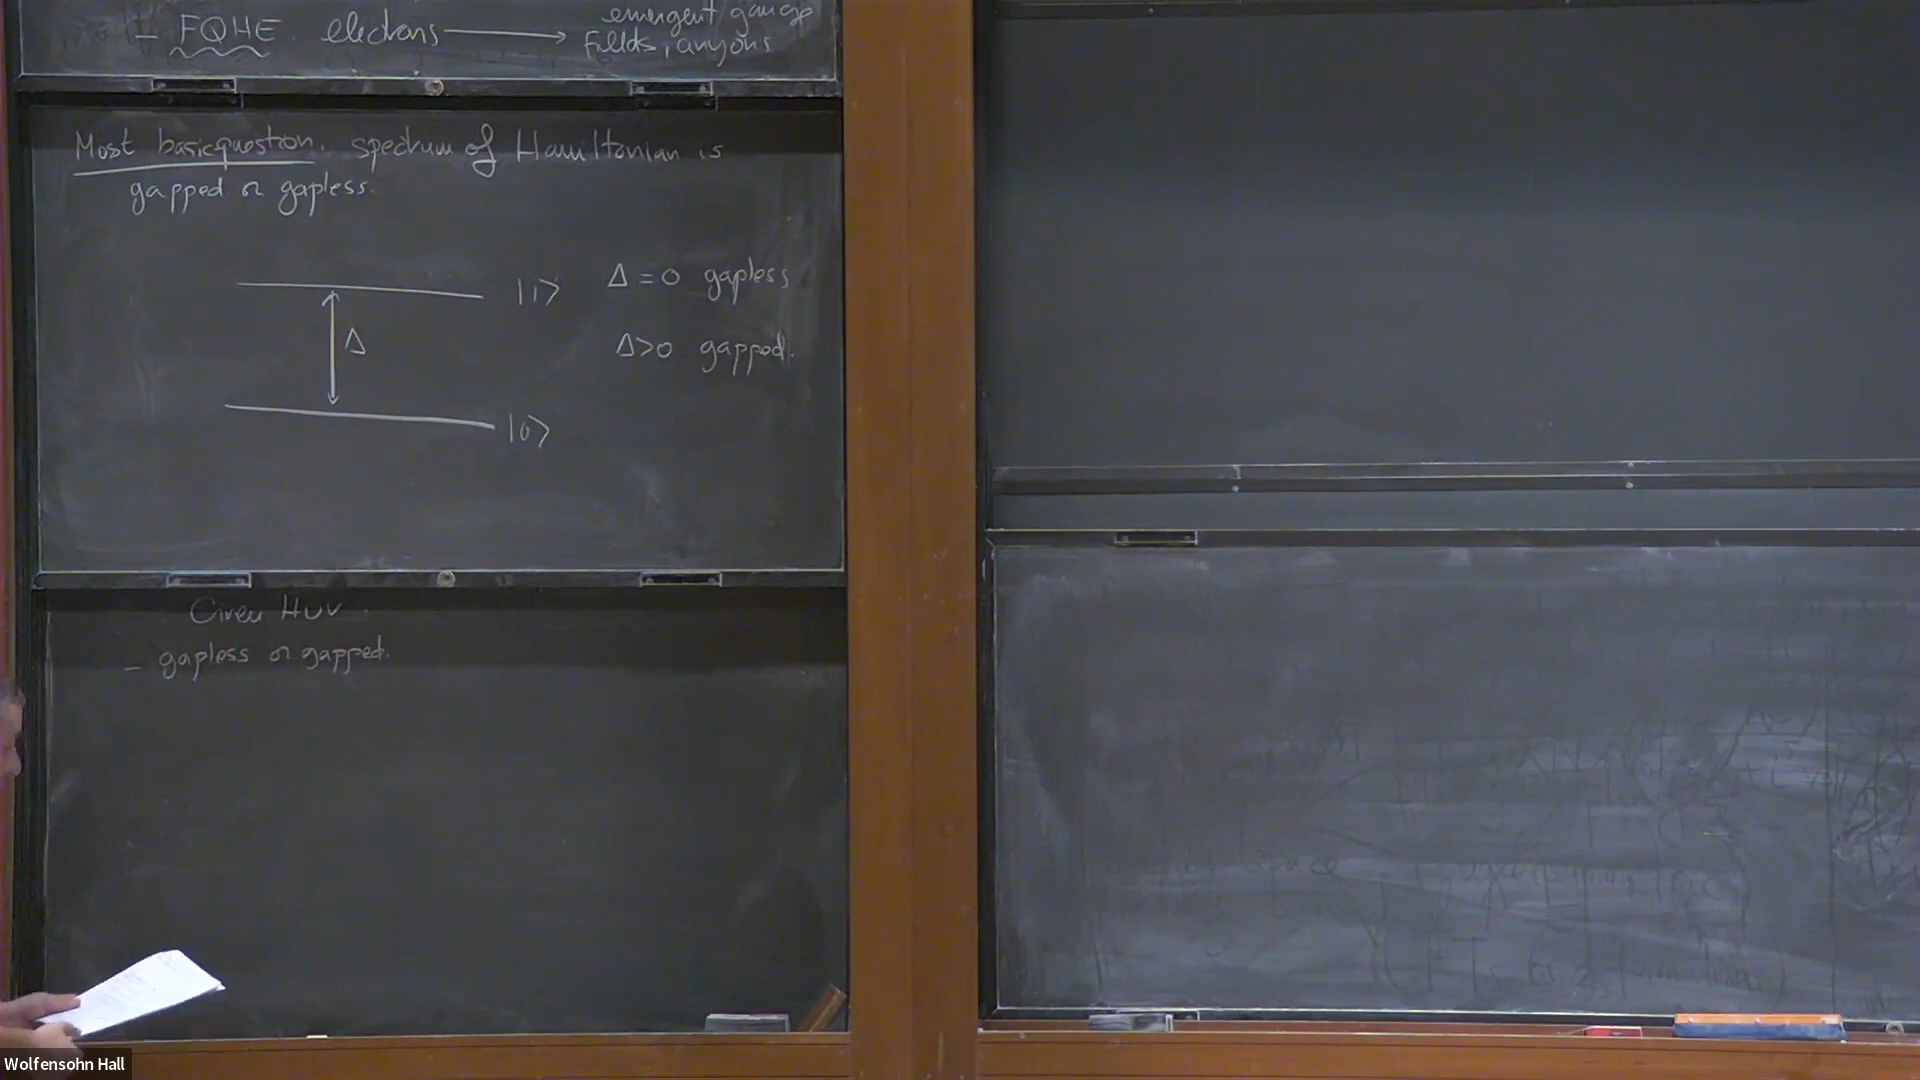 – FQHE. electrons ⟶ emergent gauge
fields, anyons
Most basic question. spectrum of Hamiltonian is
gapped or gapless.
|1⟩ Δ = 0 gapless
Δ Δ>0 gapped.
|0⟩
Given H_UV.
– gapless or gapped.
Wolfensohn Hall